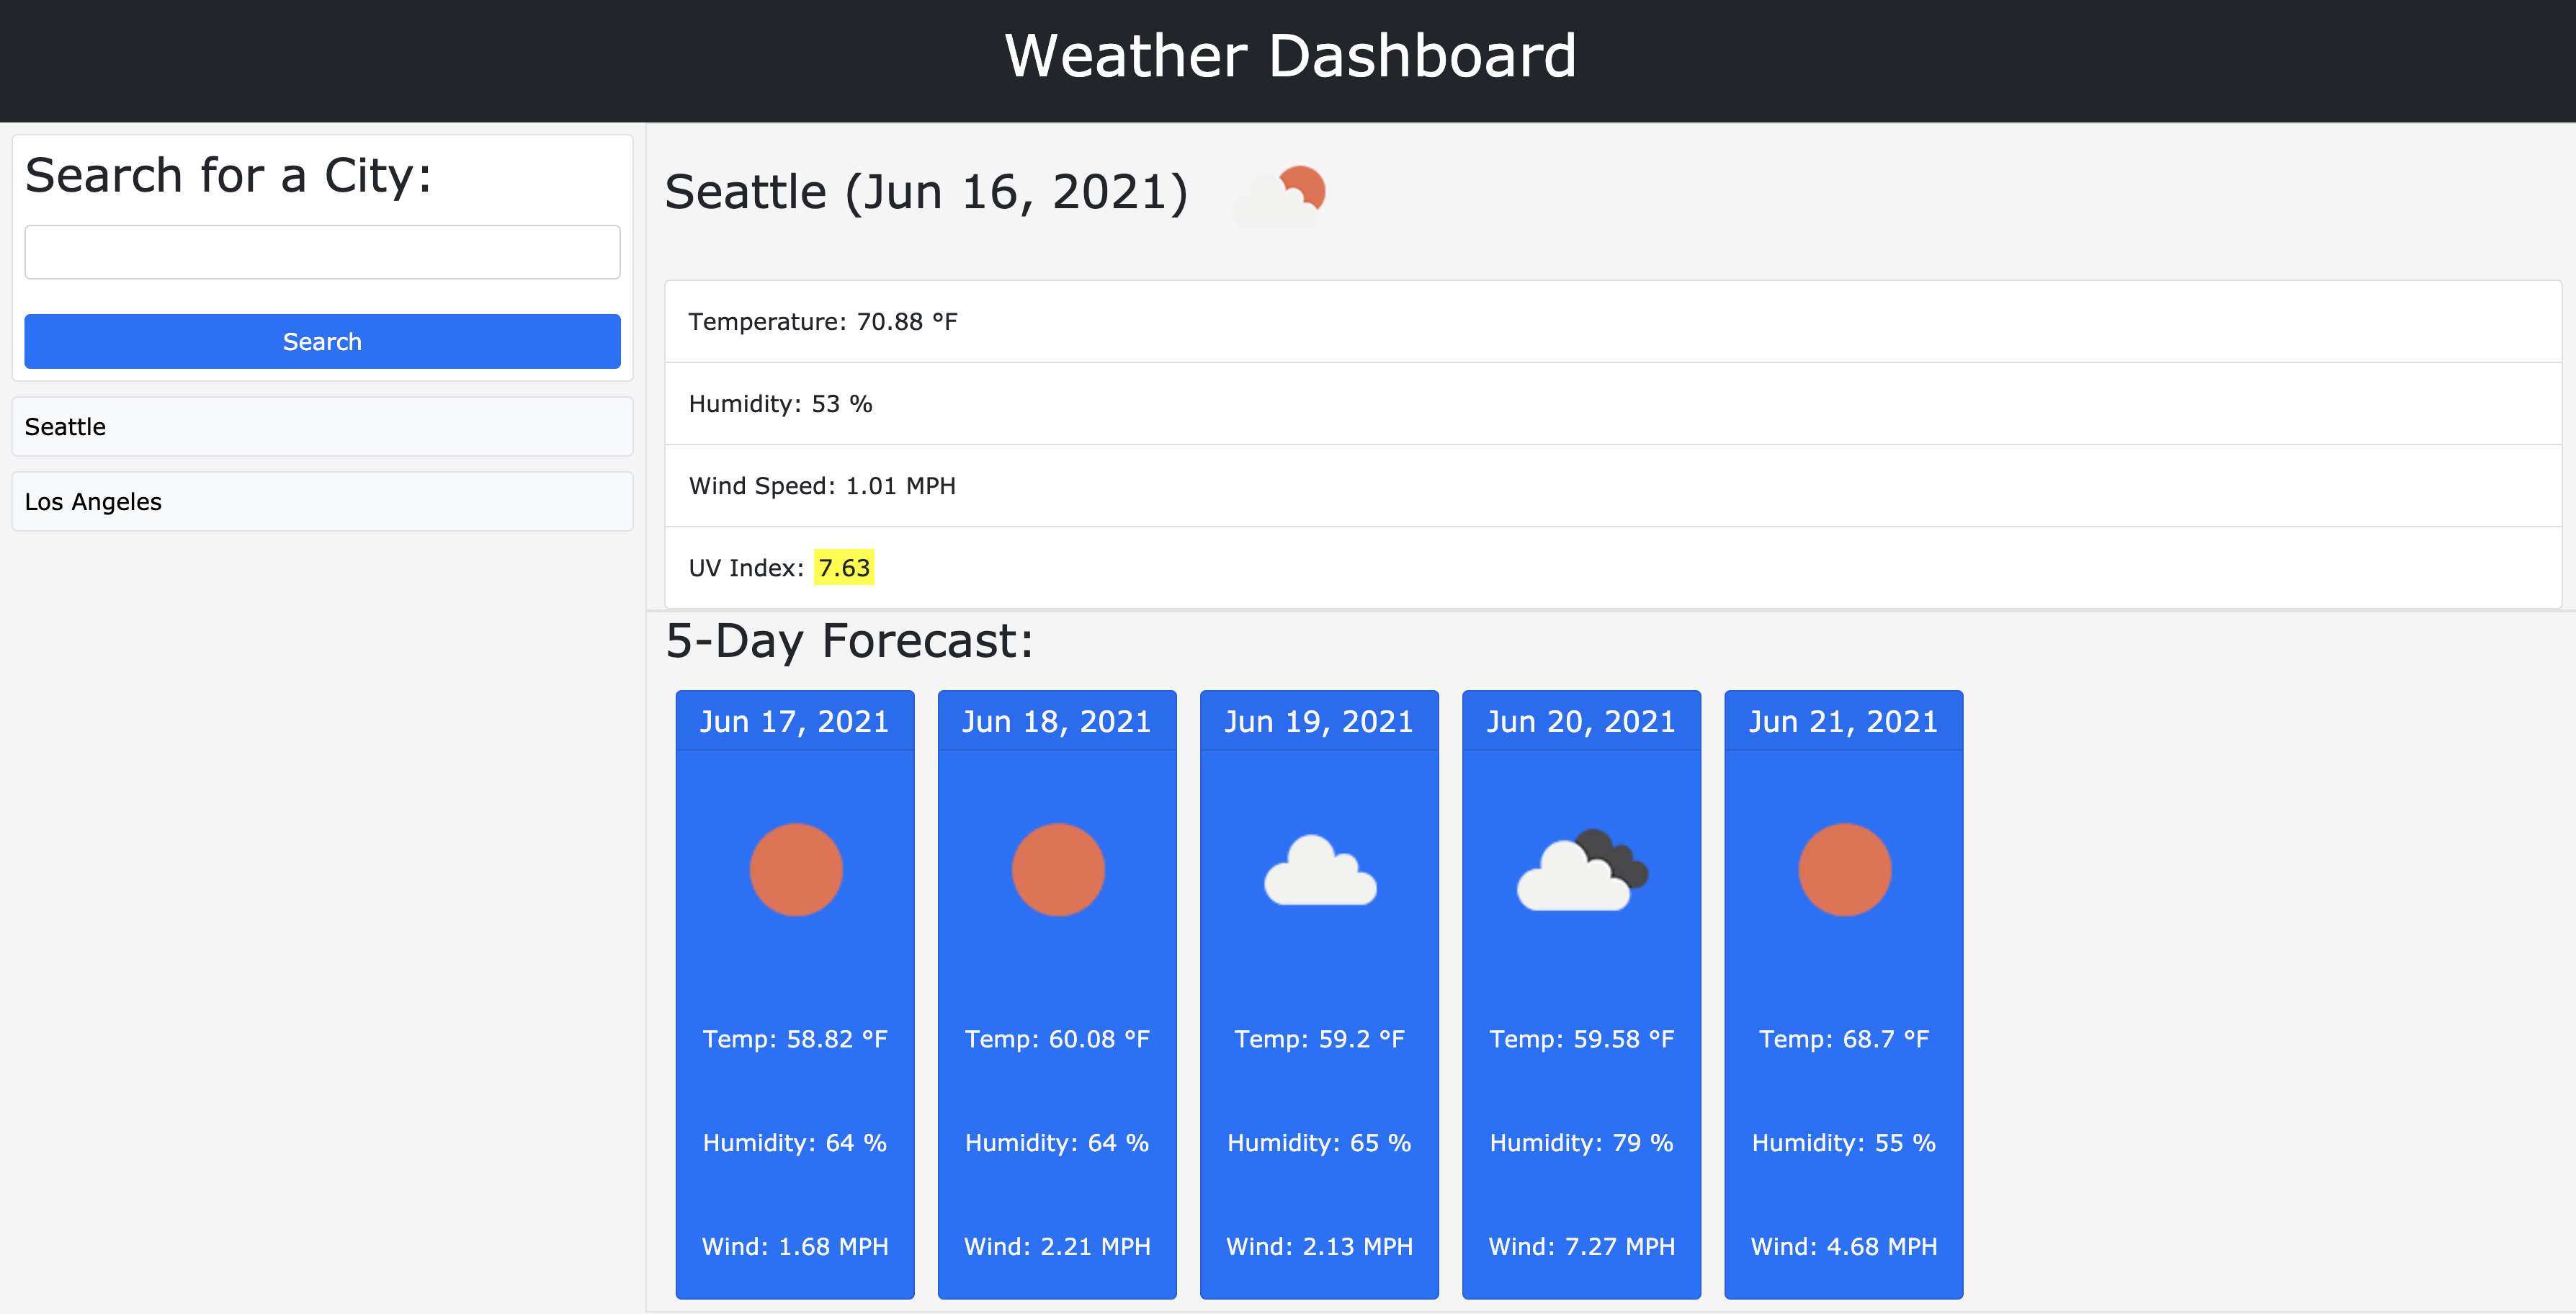 Weather Dashboard
Search for a City:
Search
Seattle
Los Angeles
Seattle (Jun 16, 2021)
Temperature: 70.88 °F
Humidity: 53 %
Wind Speed: 1.01 MPH
UV Index: 7.63
5-Day Forecast:
Jun 17, 2021
Temp: 58.82 °F
Humidity: 64 %
Wind: 1.68 MPH
Jun 18, 2021
Temp: 60.08 °F
Humidity: 64 %
Wind: 2.21 MPH
Jun 19, 2021
Temp: 59.2 °F
Humidity: 65 %
Wind: 2.13 MPH
Jun 20, 2021
Temp: 59.58 °F
Humidity: 79 %
Wind: 7.27 MPH
Jun 21, 2021
Temp: 68.7 °F
Humidity: 55 %
Wind: 4.68 MPH